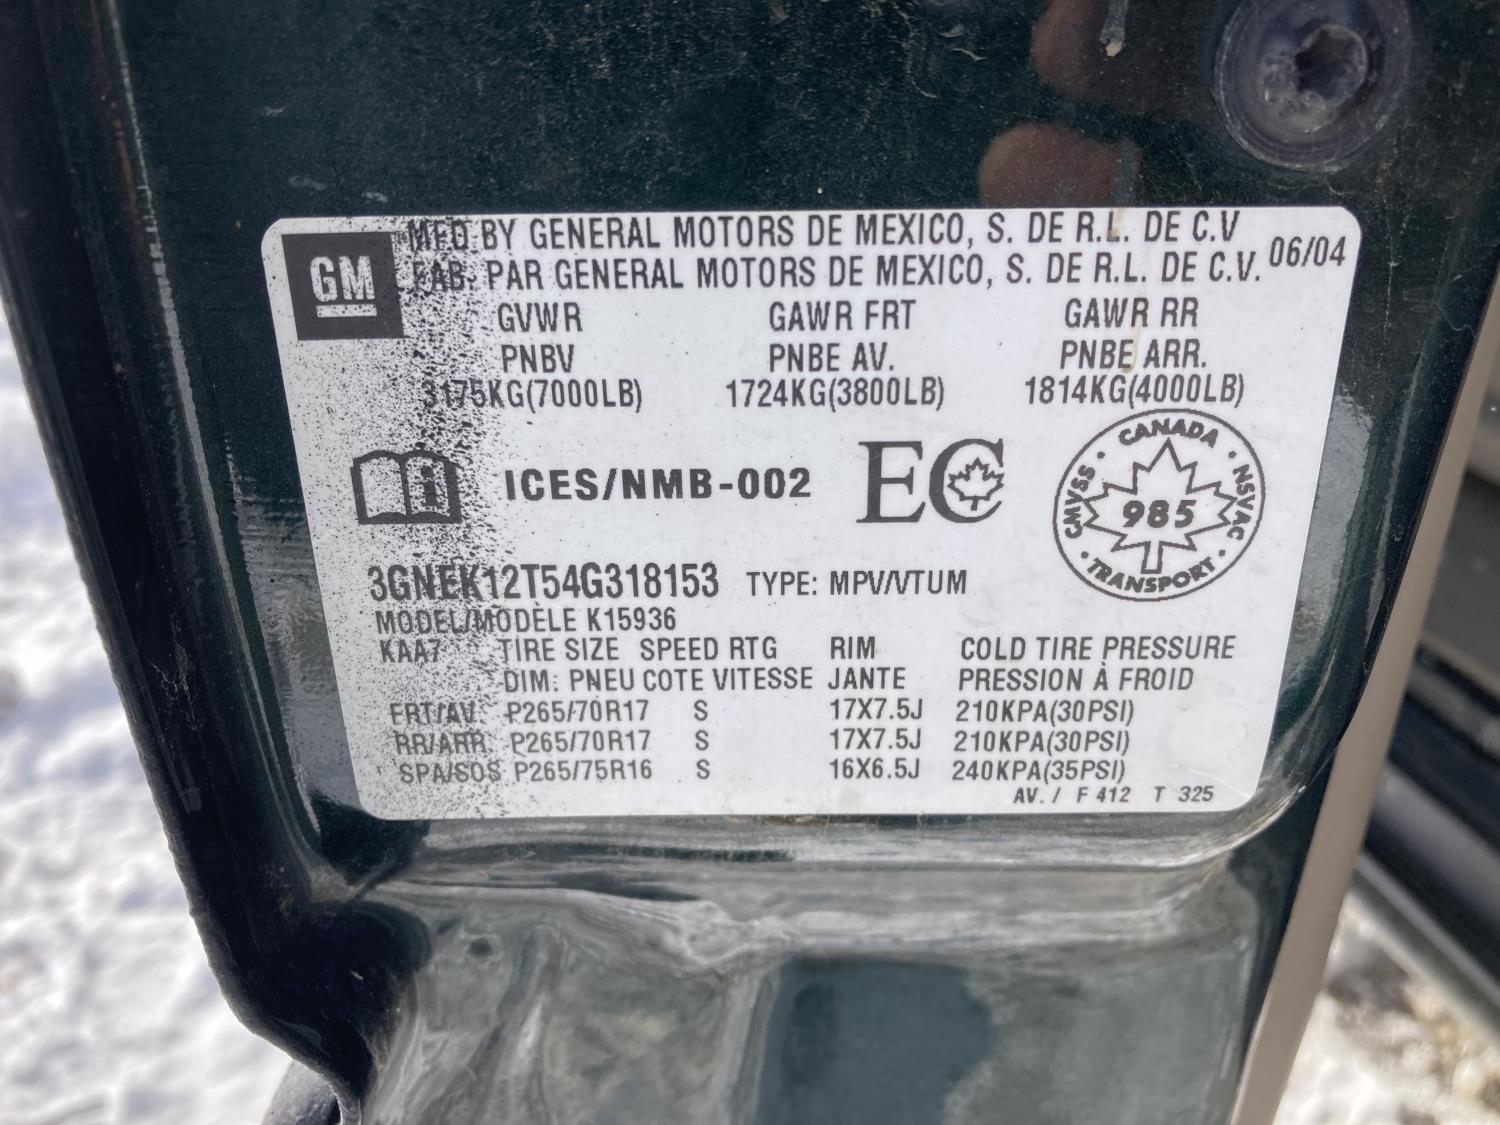 GM
MFD BY GENERAL MOTORS DE MEXICO, S. DE R.L. DE C.V
FAB. PAR GENERAL MOTORS DE MEXICO, S. DE R.L. DE C.V. 06/04
GVWR GAWR FRT GAWR RR
PNBV PNBE AV. PNBE ARR.
3175KG(7000LB) 1724KG(3800LB) 1814KG(4000LB)
ICES/NMB-002 EC
CANADA
CMVSS · NSVAC
985
· TRANSPORT ·
3GNEK12T54G318153 TYPE: MPV/VTUM
MODEL/MODÈLE K15936
KAA7 TIRE SIZE SPEED RTG RIM COLD TIRE PRESSURE
DIM: PNEU COTE VITESSE JANTE PRESSION À FROID
FRT/AV. P265/70R17 S 17X7.5J 210KPA(30PSI)
RR/ARR P265/70R17 S 17X7.5J 210KPA(30PSI)
SPA/SOS P265/75R16 S 16X6.5J 240KPA(35PSI)
AV. / F 412 T 325